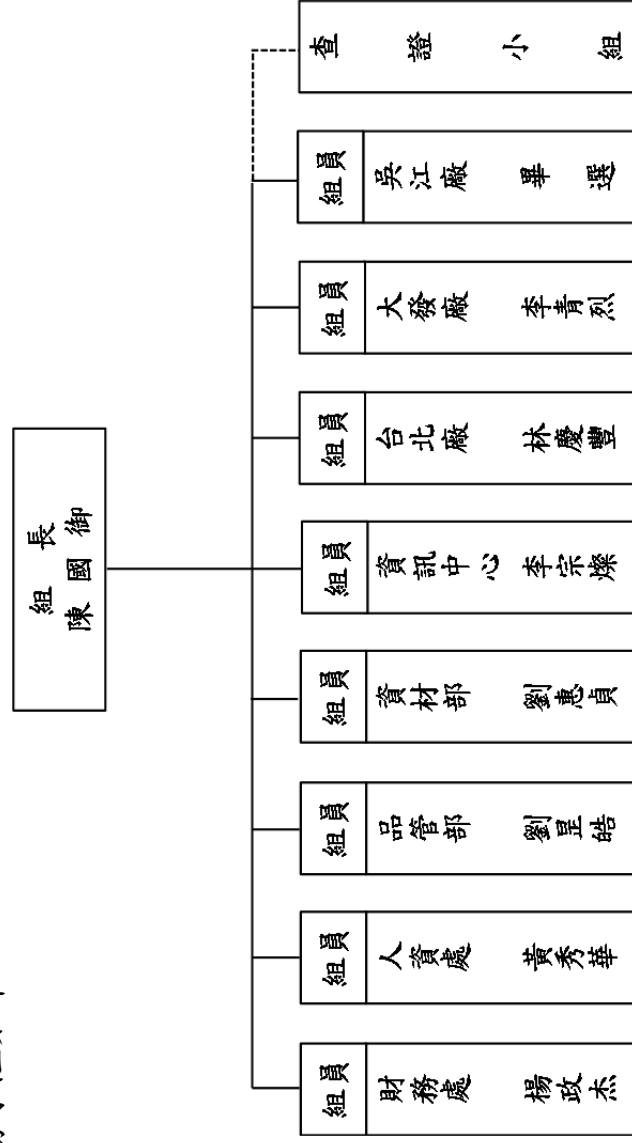 組長
陳國御
組員
財務處 楊政杰
組員
人資處 黃秀華
組員
品管部 劉昰皓
組員
資材部 劉惠貞
組員
資訊中心 李宗燦
組員
台北廠 林慶豐
組員
大發廠 李青烈
組員
吳江廠 畢選
查證小組